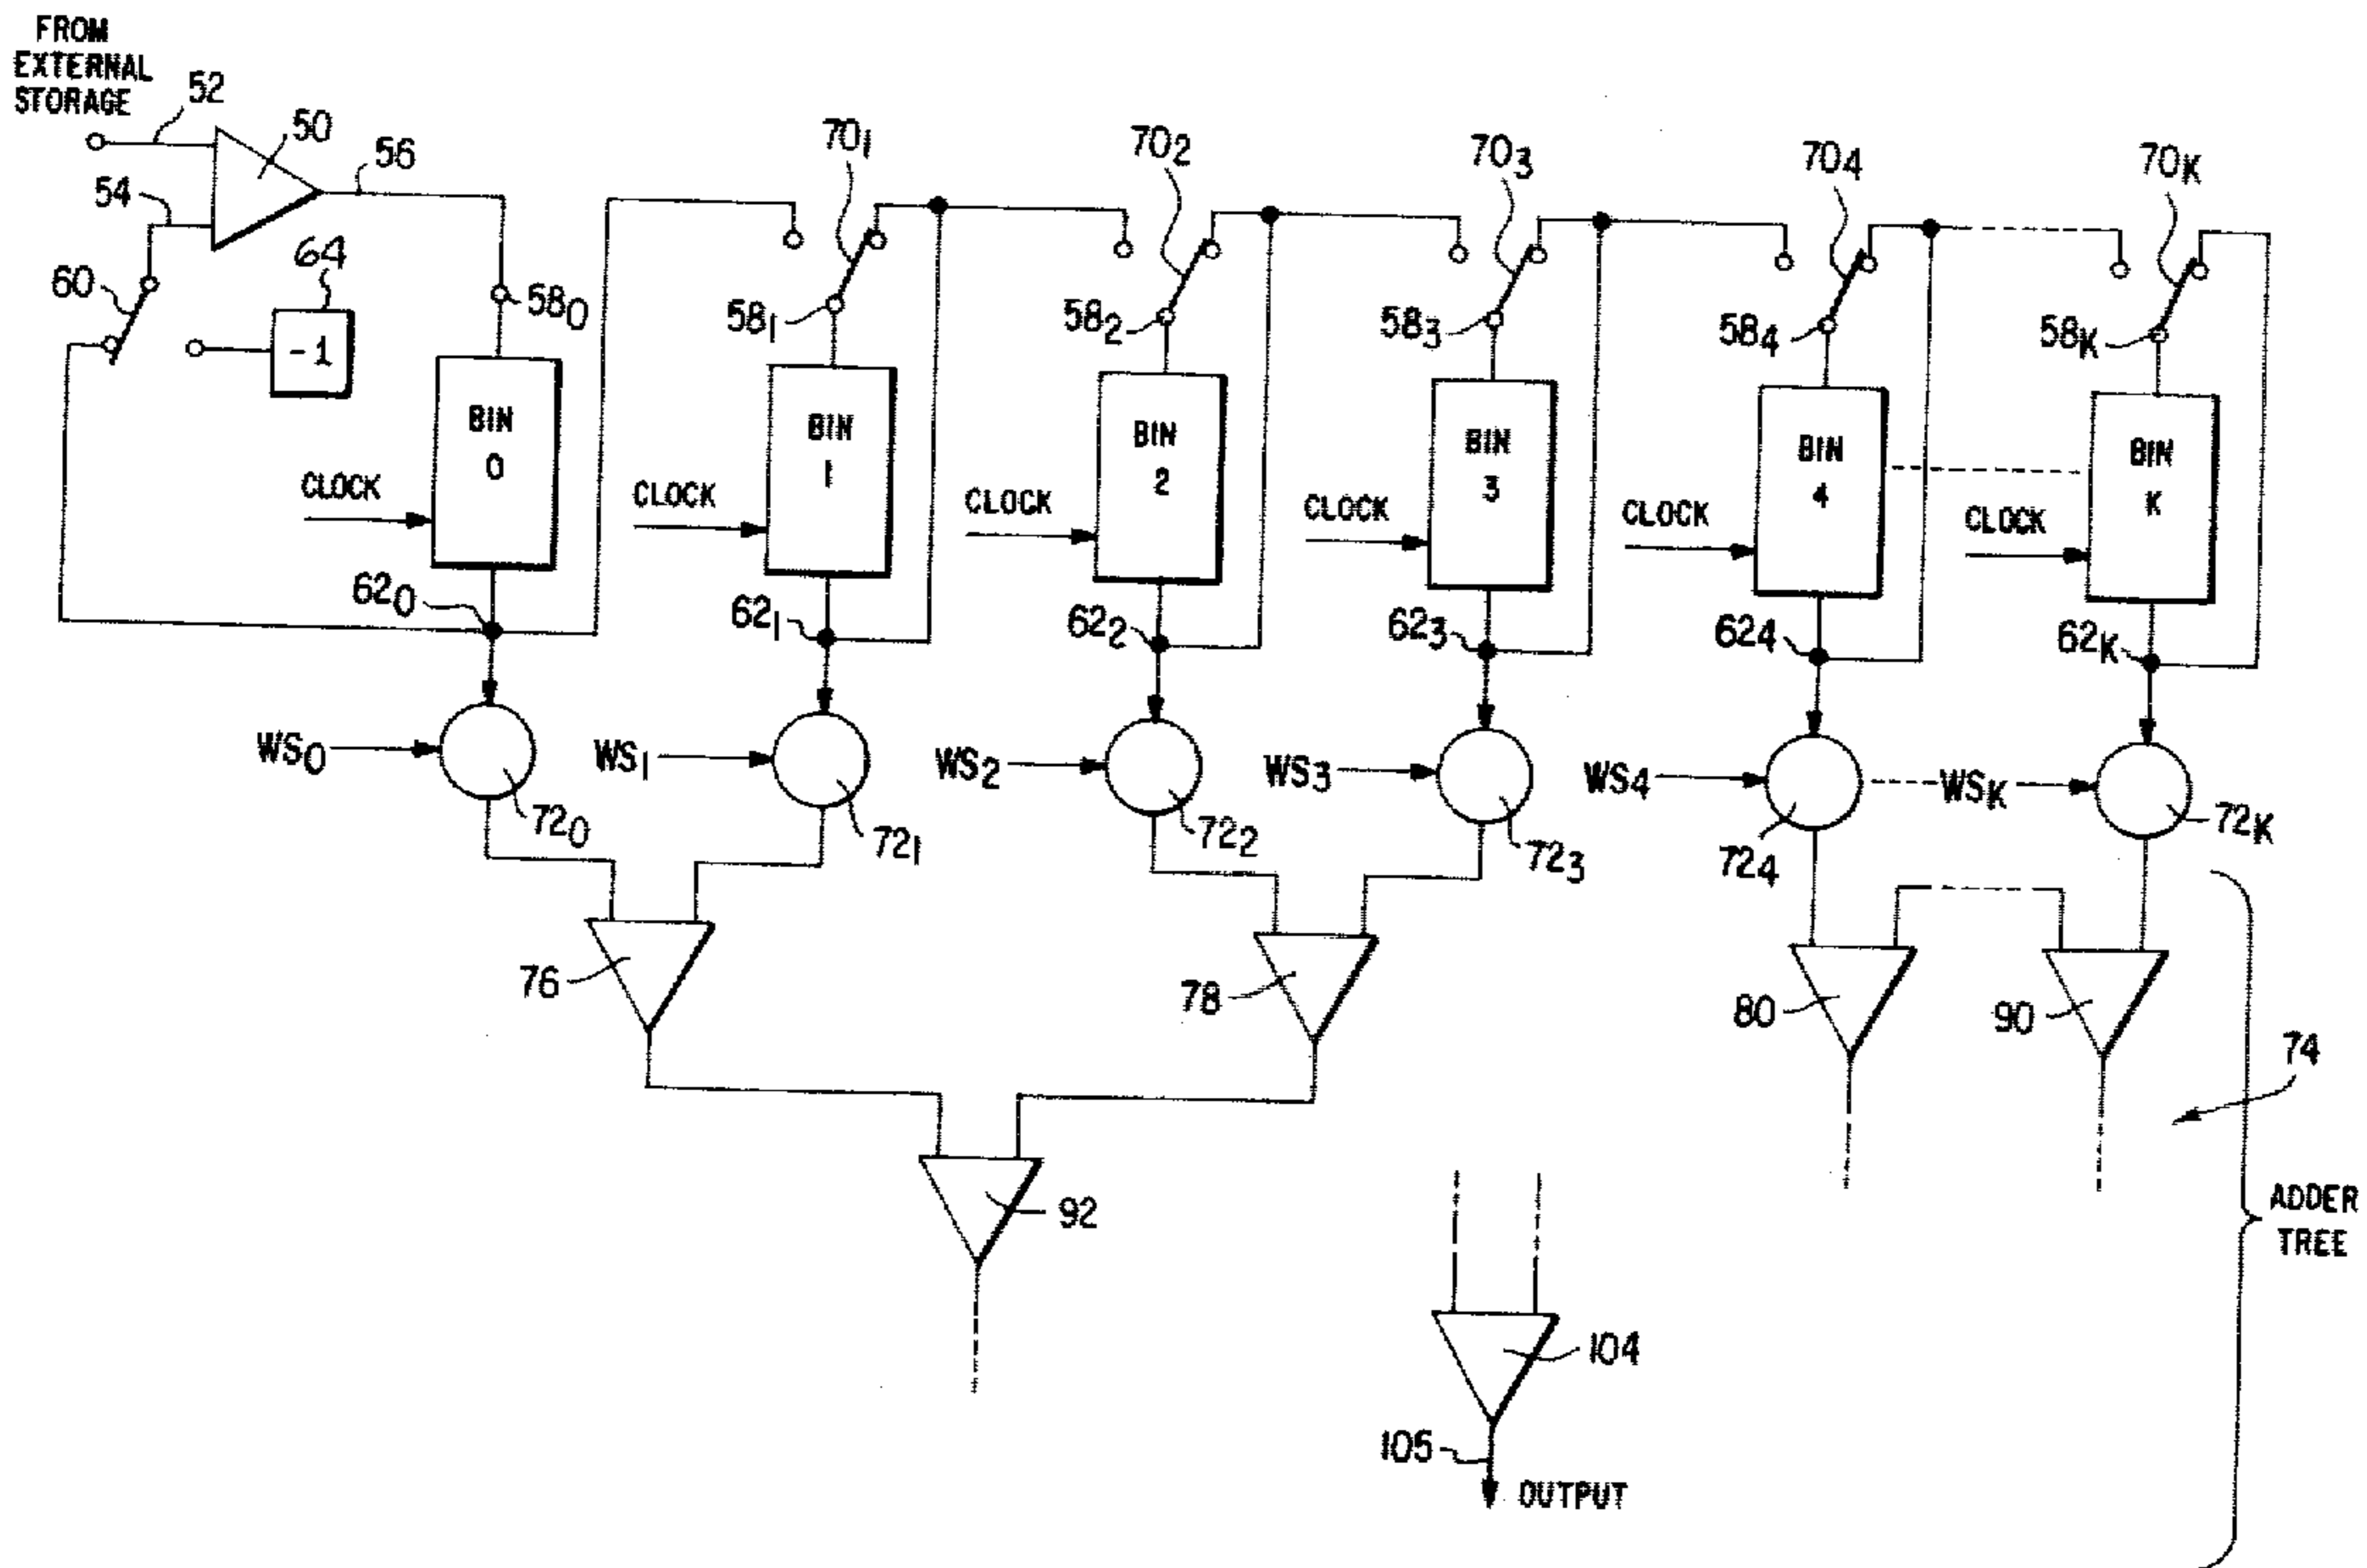 FROM
EXTERNAL
STORAGE
52
50
56
54
60
64
-1
58₀
70₁
70₂
70₃
70₄
70K
58₁
58₂
58₃
58₄
58K
BIN
0
BIN
1
BIN
2
BIN
3
BIN
4
BIN
K
CLOCK
CLOCK
CLOCK
CLOCK
CLOCK
CLOCK
62₀
62₁
62₂
62₃
62₄
62K
WS₀
WS₁
WS₂
WS₃
WS₄
WSK
72₀
72₁
72₂
72₃
72₄
72K
76
78
80
90
74
92
ADDER
TREE
104
105
OUTPUT